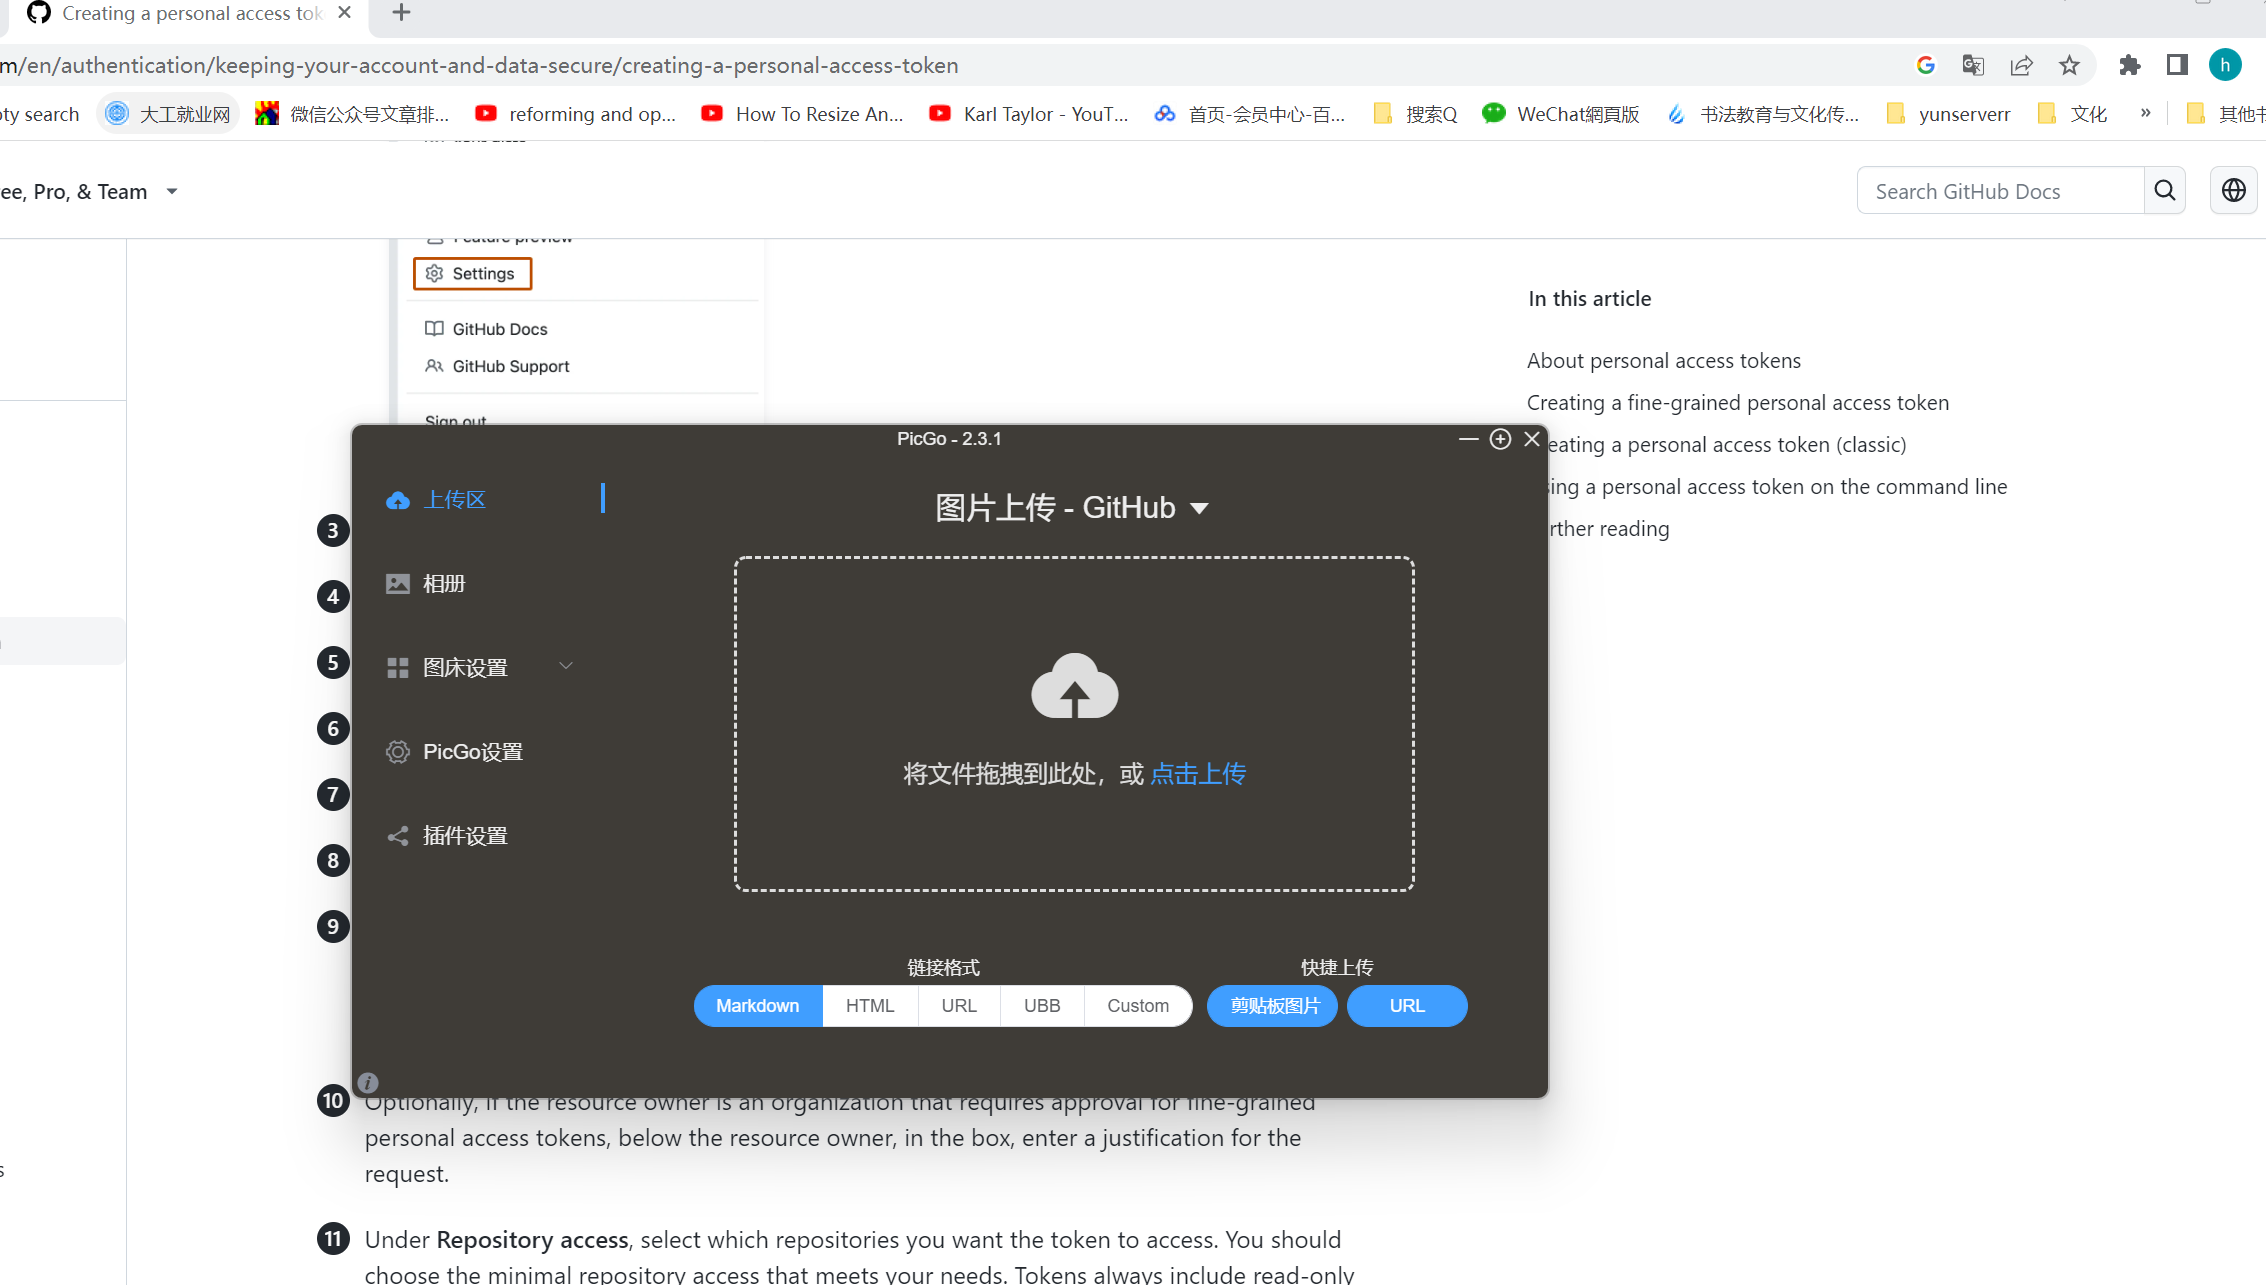 Creating a personal access tok
m/en/authentication/keeping-your-account-and-data-secure/creating-a-personal-access-token
h
ty search
大工就业网
微信公众号文章排...
reforming and op...
How To Resize An...
Karl Taylor - YouT...
首页-会员中心-百...
搜索Q
WeChat網頁版
书法教育与文化传...
yunserverr
文化
»
其他书
ee, Pro, & Team
Search GitHub Docs
Feature preview
Settings
GitHub Docs
GitHub Support
Sign out
In this article
About personal access tokens
Creating a fine-grained personal access token
eating a personal access token (classic)
sing a personal access token on the command line
rther reading
PicGo - 2.3.1
上传区
相册
图床设置
PicGo设置
插件设置
图片上传 - GitHub
将文件拖拽到此处，或 点击上传
链接格式
Markdown
HTML
URL
UBB
Custom
快捷上传
剪贴板图片
URL
3
4
5
6
7
8
9
10
Optionally, if the resource owner is an organization that requires approval for fine-grained
personal access tokens, below the resource owner, in the box, enter a justification for the
request.
s
11
Under Repository access, select which repositories you want the token to access. You should
choose the minimal repository access that meets your needs. Tokens always include read-only